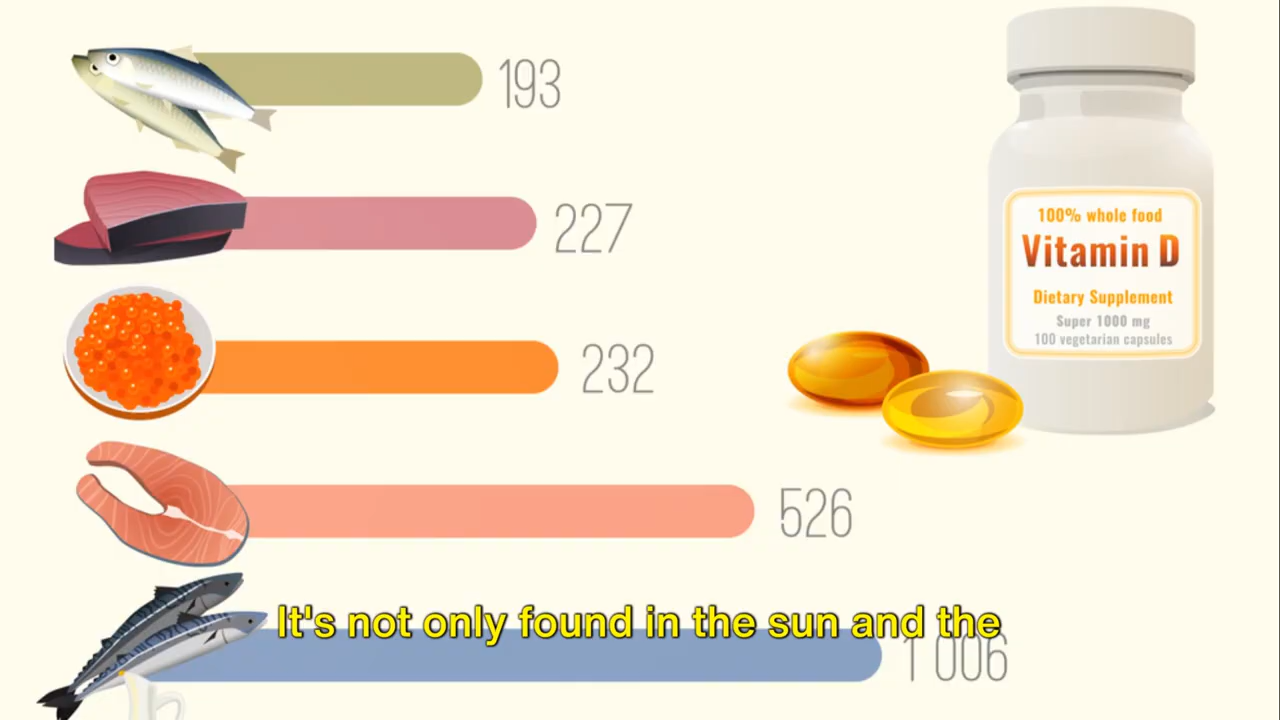 193
227
232
526
1 006
100% whole food
Vitamin D
Dietary Supplement
Super 1000 mg
100 vegetarian capsules
It's not only found in the sun and the